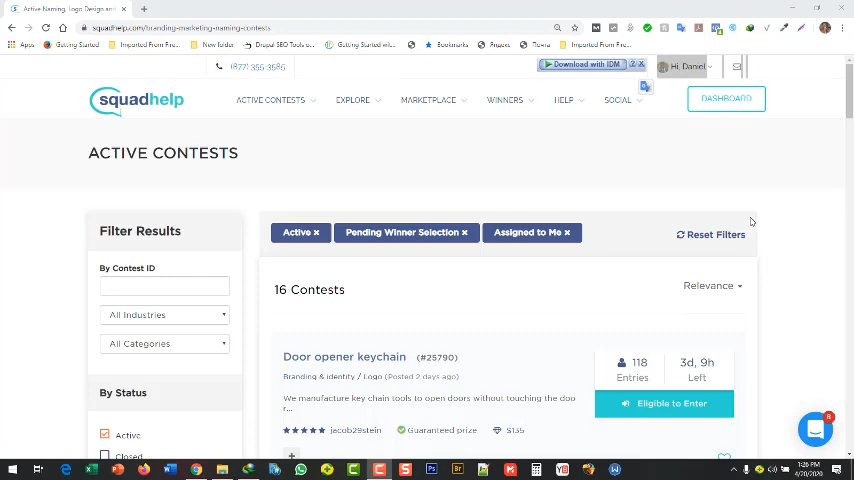 Active Naming, Logo Design and
squadhelp.com/branding-marketing-naming-contests
Apps
Getting Started
Imported From Fire...
New folder
Drupal SEO Tools o...
Getting Started wi...
Bookmarks
Яндекс
Почта
Imported From Fire...
(877) 355-3585
Download with IDM
?
X
Hi, Daniel
squadhelp
ACTIVE CONTESTS
EXPLORE
MARKETPLACE
WINNERS
HELP
SOCIAL
DASHBOARD
ACTIVE CONTESTS
Filter Results
Active ×
Pending Winner Selection ×
Assigned to Me ×
Reset Filters
By Contest ID
16 Contests
Relevance
All Industries
All Categories
Door opener keychain (#25790)
Branding & identity / Logo (Posted 2 days ago)
We manufacture key chain tools to open doors without touching the doo
r...
118
Entries
3d, 9h
Left
Eligible to Enter
By Status
Active
Closed
jacob29stein
Guaranteed prize
$135
+
8
1:26 PM
4/20/2020